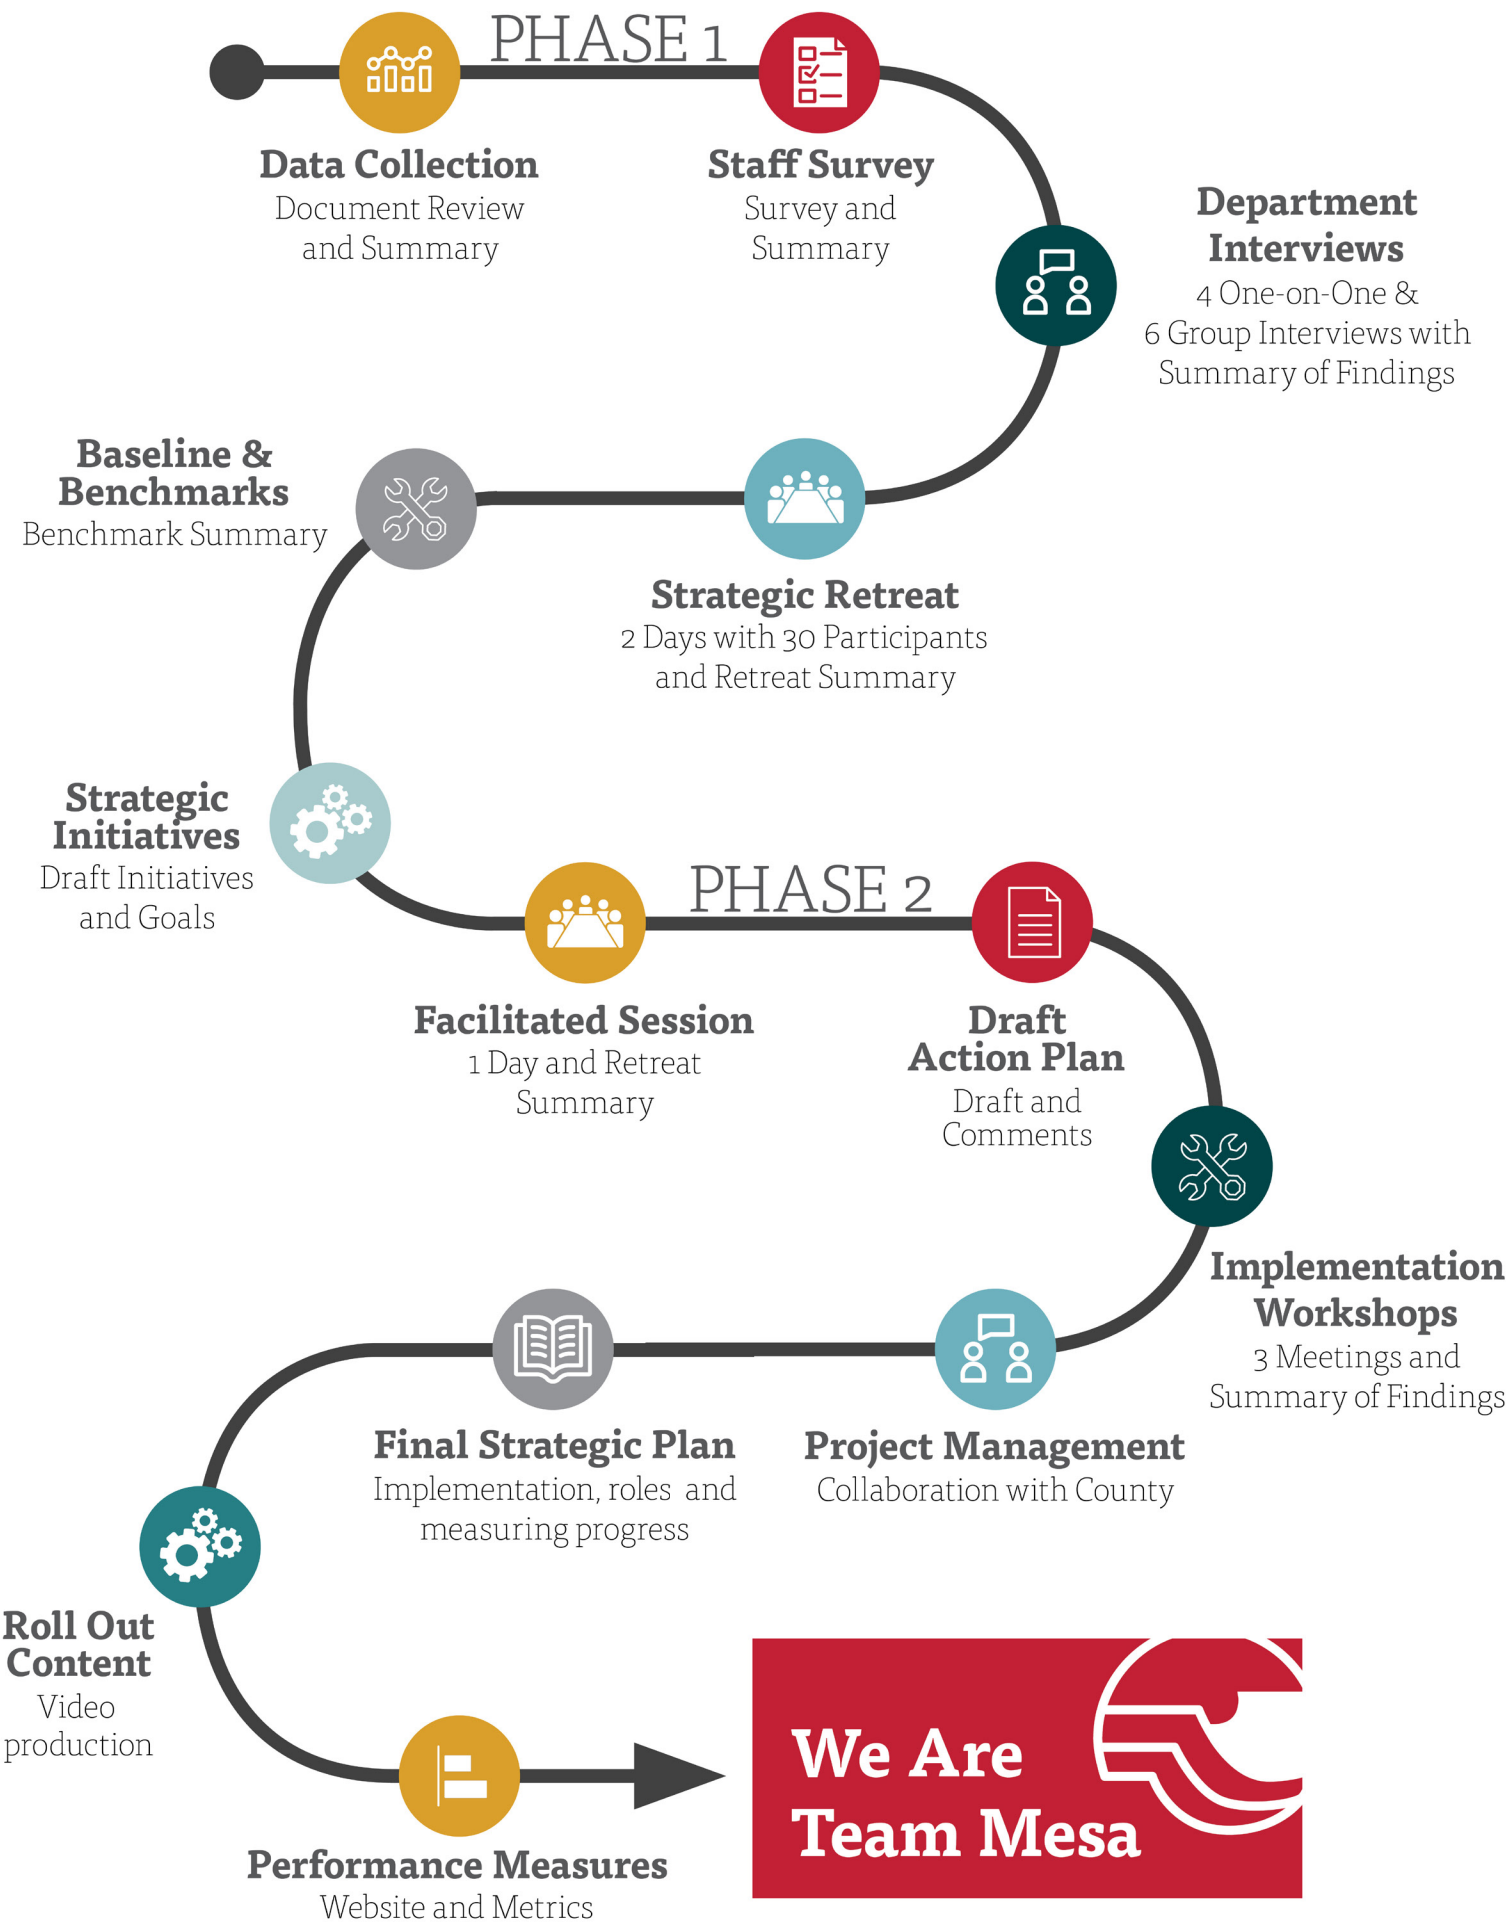 PHASE 1
Data Collection
Document Review
and Summary
Staff Survey
Survey and
Summary
Department
Interviews
4 One-on-One &
6 Group Interviews with
Summary of Findings
Strategic Retreat
2 Days with 30 Participants
and Retreat Summary
Baseline &
Benchmarks
Benchmark Summary
Strategic
Initiatives
Draft Initiatives
and Goals
PHASE 2
Facilitated Session
1 Day and Retreat
Summary
Draft
Action Plan
Draft and
Comments
Implementation
Workshops
3 Meetings and
Summary of Findings
Project Management
Collaboration with County
Final Strategic Plan
Implementation, roles and
measuring progress
Roll Out
Content
Video
production
Performance Measures
Website and Metrics
We Are
Team Mesa